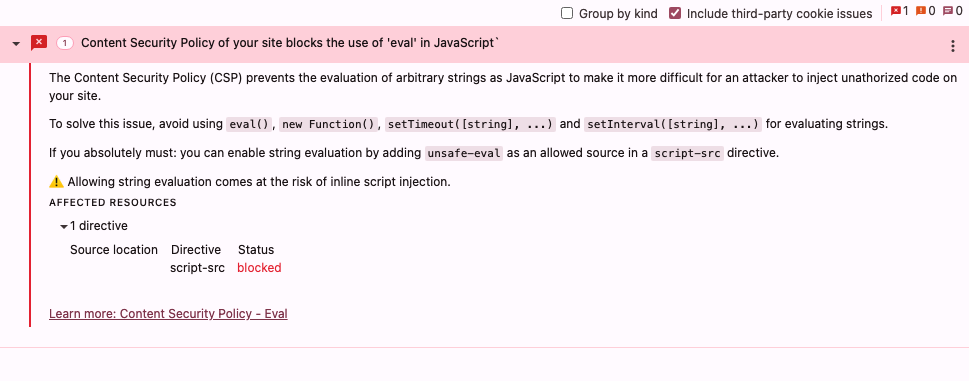 Group by kind Include third-party cookie issues 1 0 0
1 Content Security Policy of your site blocks the use of 'eval' in JavaScript`
The Content Security Policy (CSP) prevents the evaluation of arbitrary strings as JavaScript to make it more difficult for an attacker to inject unathorized code on
your site.
To solve this issue, avoid using eval(), new Function(), setTimeout([string], ...) and setInterval([string], ...) for evaluating strings.
If you absolutely must: you can enable string evaluation by adding unsafe-eval as an allowed source in a script-src directive.
⚠️ Allowing string evaluation comes at the risk of inline script injection.
AFFECTED RESOURCES
1 directive
Source location Directive Status
script-src blocked
Learn more: Content Security Policy - Eval